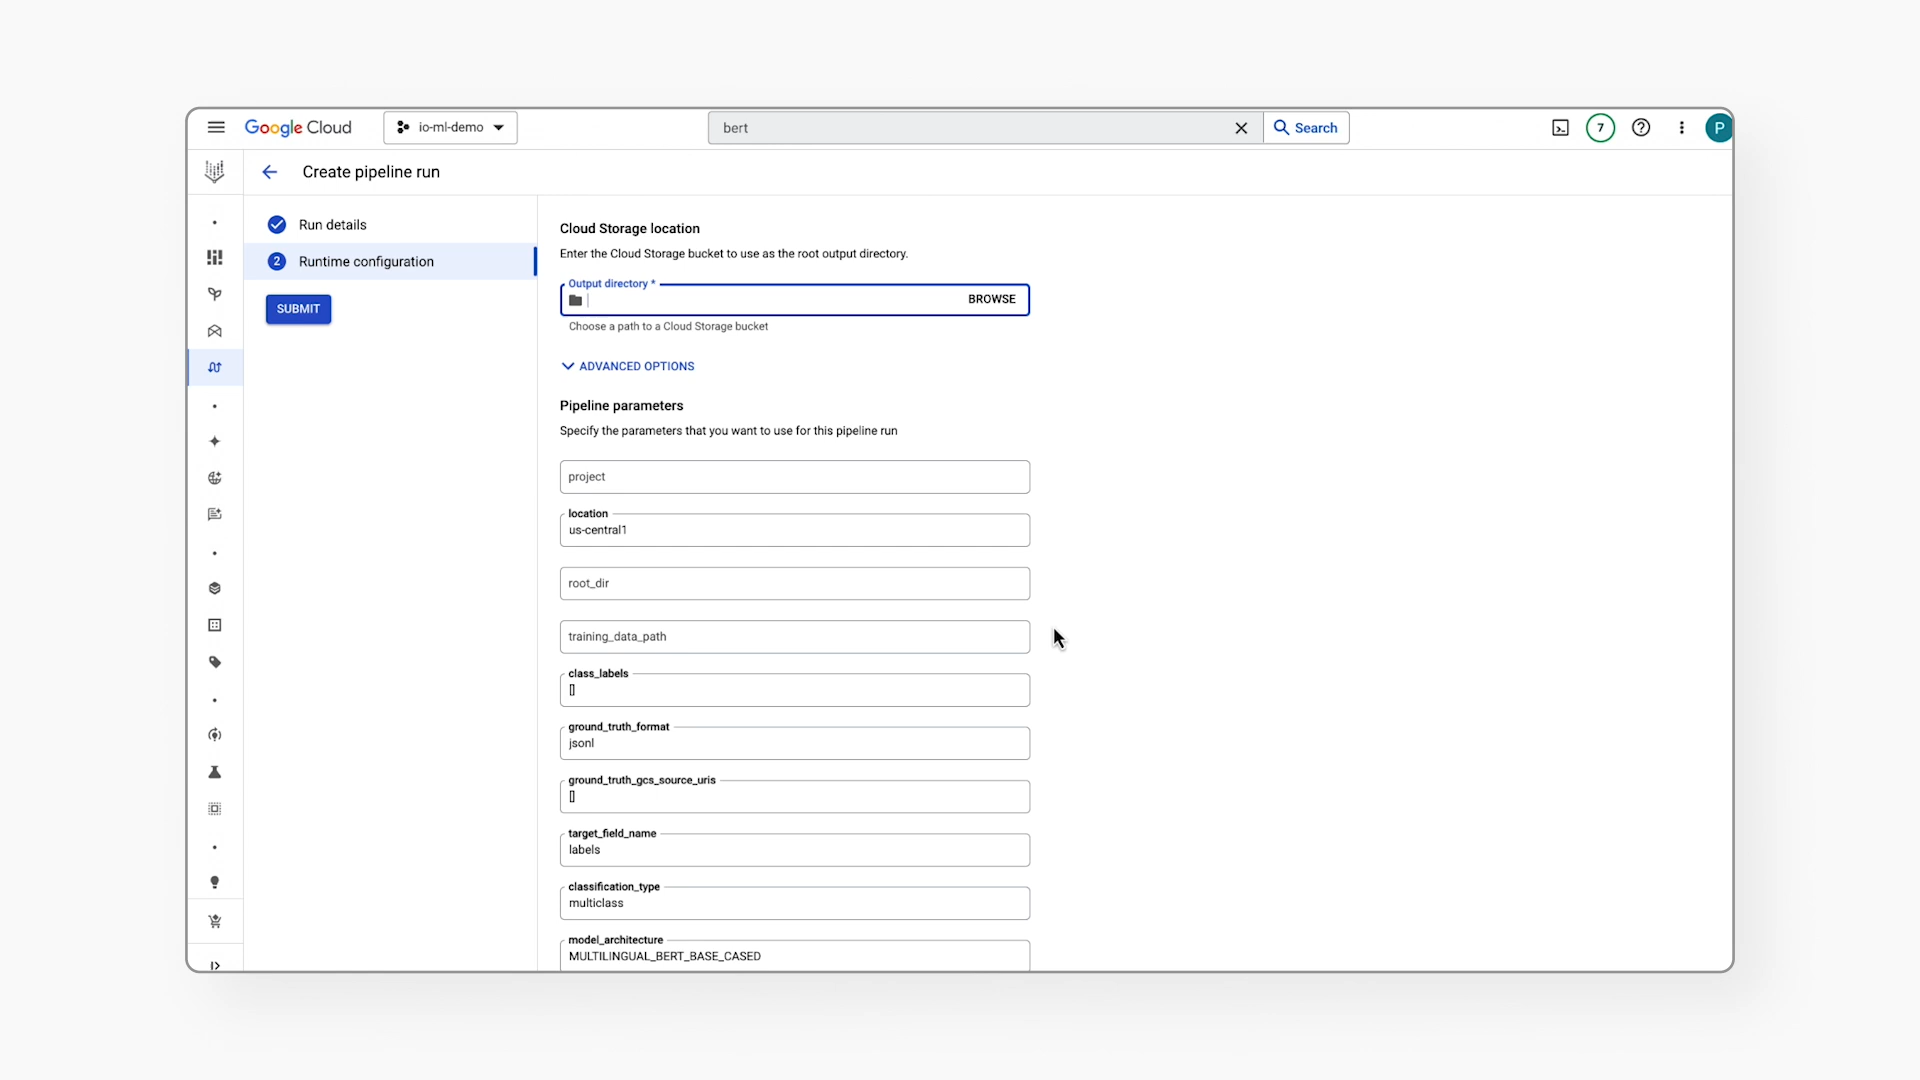 Google Cloud
io-ml-demo
bert
Search
7
P
Create pipeline run
Run details
2
Runtime configuration
SUBMIT
Cloud Storage location
Enter the Cloud Storage bucket to use as the root output directory.
Output directory *
BROWSE
Choose a path to a Cloud Storage bucket
ADVANCED OPTIONS
Pipeline parameters
Specify the parameters that you want to use for this pipeline run
project
location
us-central1
root_dir
training_data_path
class_labels
[]
ground_truth_format
jsonl
ground_truth_gcs_source_uris
[]
target_field_name
labels
classification_type
multiclass
model_architecture
MULTILINGUAL_BERT_BASE_CASED